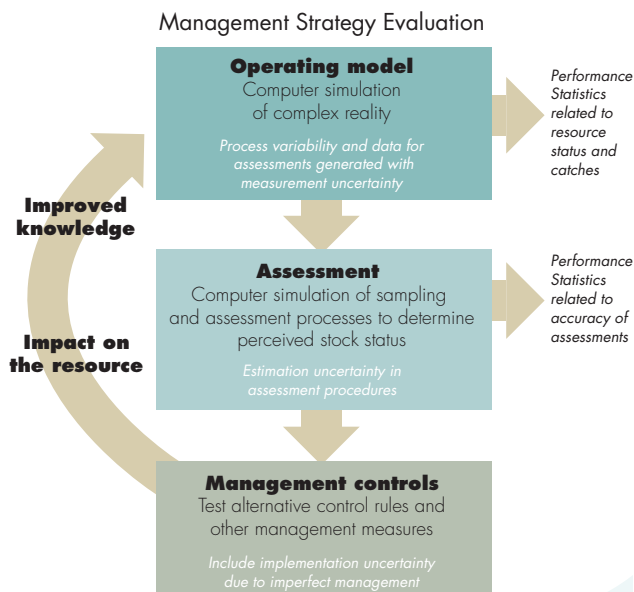 Management Strategy Evaluation
Operating model
Computer simulation
of complex reality
Process variability and data for
assessments generated with
measurement uncertainty
Performance
Statistics
related to
resource
status and
catches
Improved
knowledge
Assessment
Computer simulation of sampling
and assessment processes to determine
perceived stock status
Estimation uncertainty in
assessment procedures
Performance
Statistics
related to
accuracy of
assessments
Impact on
the resource
Management controls
Test alternative control rules and
other management measures
Include implementation uncertainty
due to imperfect management